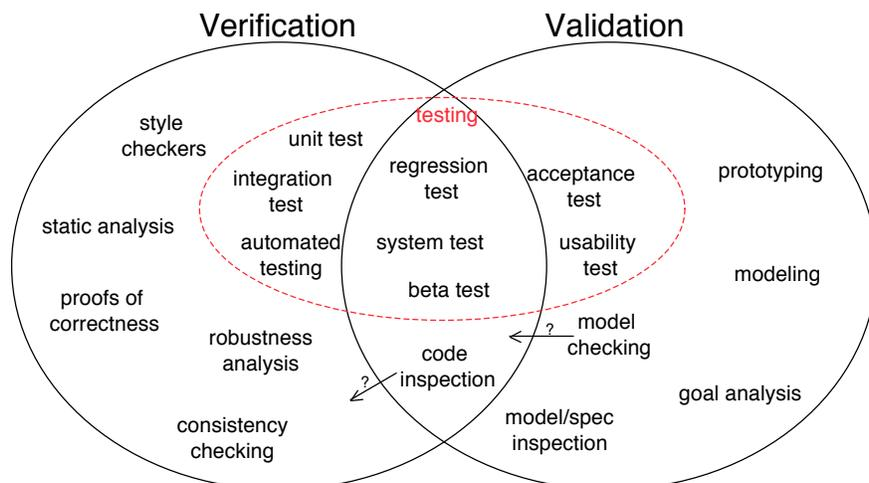 Verification
Validation
testing
style
checkers
unit test
integration
test
automated
testing
static analysis
proofs of
correctness
robustness
analysis
consistency
checking
regression
test
system test
beta test
code
inspection
?
acceptance
test
usability
test
model
checking
?
model/spec
inspection
prototyping
modeling
goal analysis